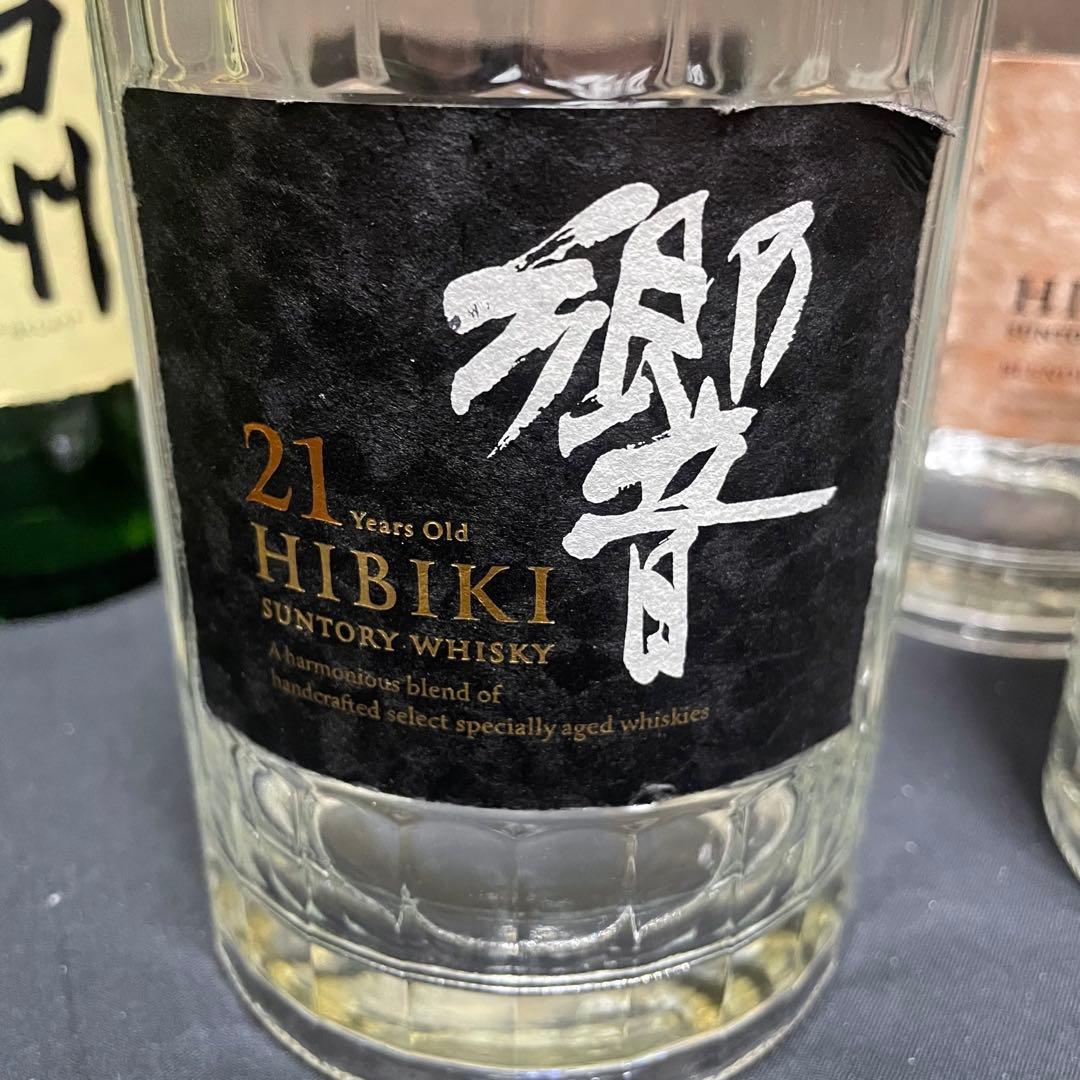 響
21 Years Old
HIBIKI
SUNTORY WHISKY
A harmonious blend of
handcrafted select specially aged whiskies